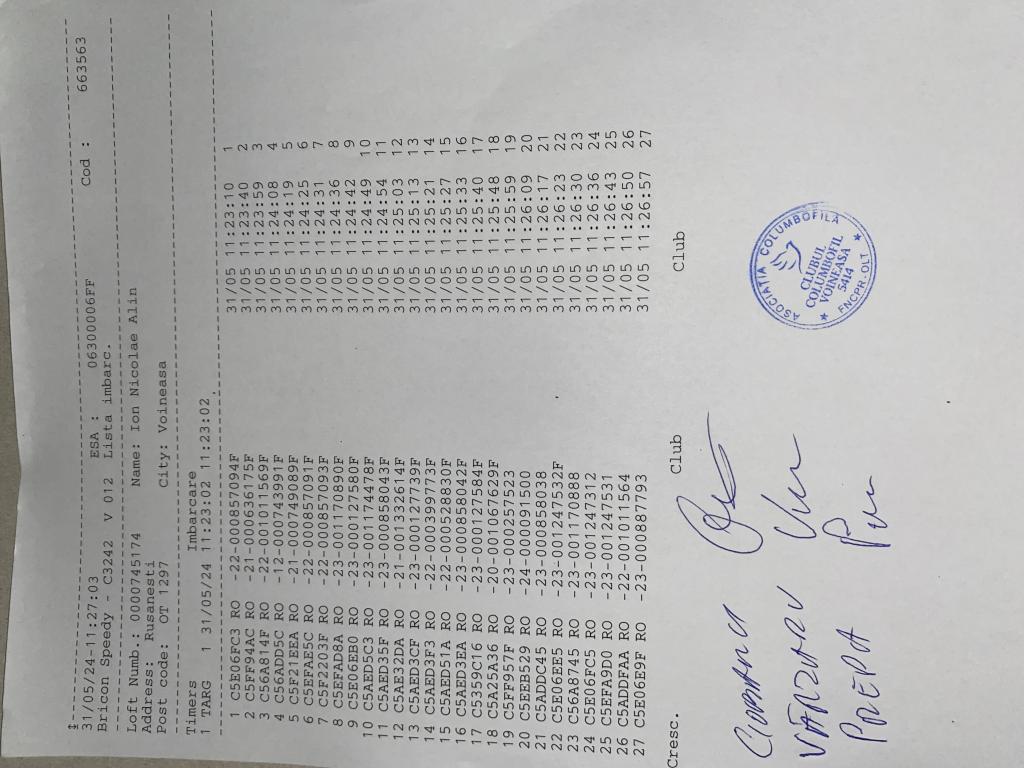 31/05/24-11:27:03 ESA : 06300006FF Cod : 663563
Bricon Speedy - C3242 V 012 Lista imbarc.
Loft Numb.: 0000745174 Name: Ion Nicolae Alin
Address: Rusanesti
Post code: OT 1297 City: Voineasa
Timers Imbarcare
1 TARG 1 31/05/24 11:23:02 11:23:02
1 C5E06FC3 RO -22-000857094F 31/05 11:23:10 1
2 C5FF94AC RO -21-000636175F 31/05 11:23:40 2
3 C56A814F RO -22-001011569F 31/05 11:23:59 3
4 C56ADD5C RO -12-000743991F 31/05 11:24:08 4
5 C5F21EEA RO -21-000749089F 31/05 11:24:19 5
6 C5EFAE5C RO -22-000857091F 31/05 11:24:25 6
7 C5F2203F RO -22-000857093F 31/05 11:24:31 7
8 C5EFAD8A RO -23-001170890F 31/05 11:24:36 8
9 C5E06EB0 RO -23-000127580F 31/05 11:24:42 9
10 C5AED5C3 RO -23-001174478F 31/05 11:24:49 10
11 C5AED35F RO -23-000858043F 31/05 11:24:54 11
12 C5AE32DA RO -21-001332614F 31/05 11:25:03 12
13 C5AED3CF RO -23-000127739F 31/05 11:25:13 13
14 C5AED3F3 RO -22-000399773F 31/05 11:25:21 14
15 C5AED51A RO -22-000528830F 31/05 11:25:27 15
16 C5AED3EA RO -23-000858042F 31/05 11:25:33 16
17 C5359C16 RO -23-000127584F 31/05 11:25:40 17
18 C5A25A36 RO -20-001067629F 31/05 11:25:48 18
19 C5FF957F RO -23-000257523 31/05 11:25:59 19
20 C5EEB529 RO -24-000091500 31/05 11:26:09 20
21 C5ADDC45 RO -23-000858038 31/05 11:26:17 21
22 C5E06EE5 RO -23-001247532F 31/05 11:26:23 22
23 C56A8745 RO -23-001170888 31/05 11:26:30 23
24 C5E06FC5 RO -23-001247312 31/05 11:26:36 24
25 C5EFA9D0 RO -23-001247531 31/05 11:26:43 25
26 C5ADDFAA RO -22-001011564 31/05 11:26:50 26
27 C5E06E9F RO -23-000887793 31/05 11:26:57 27
Cresc. Club Club
PREPA
ASOCIATIA COLUMBOFILA
CLUBUL
COLUMBOFIL
VOINEASA
3414
FNCPR-OLT